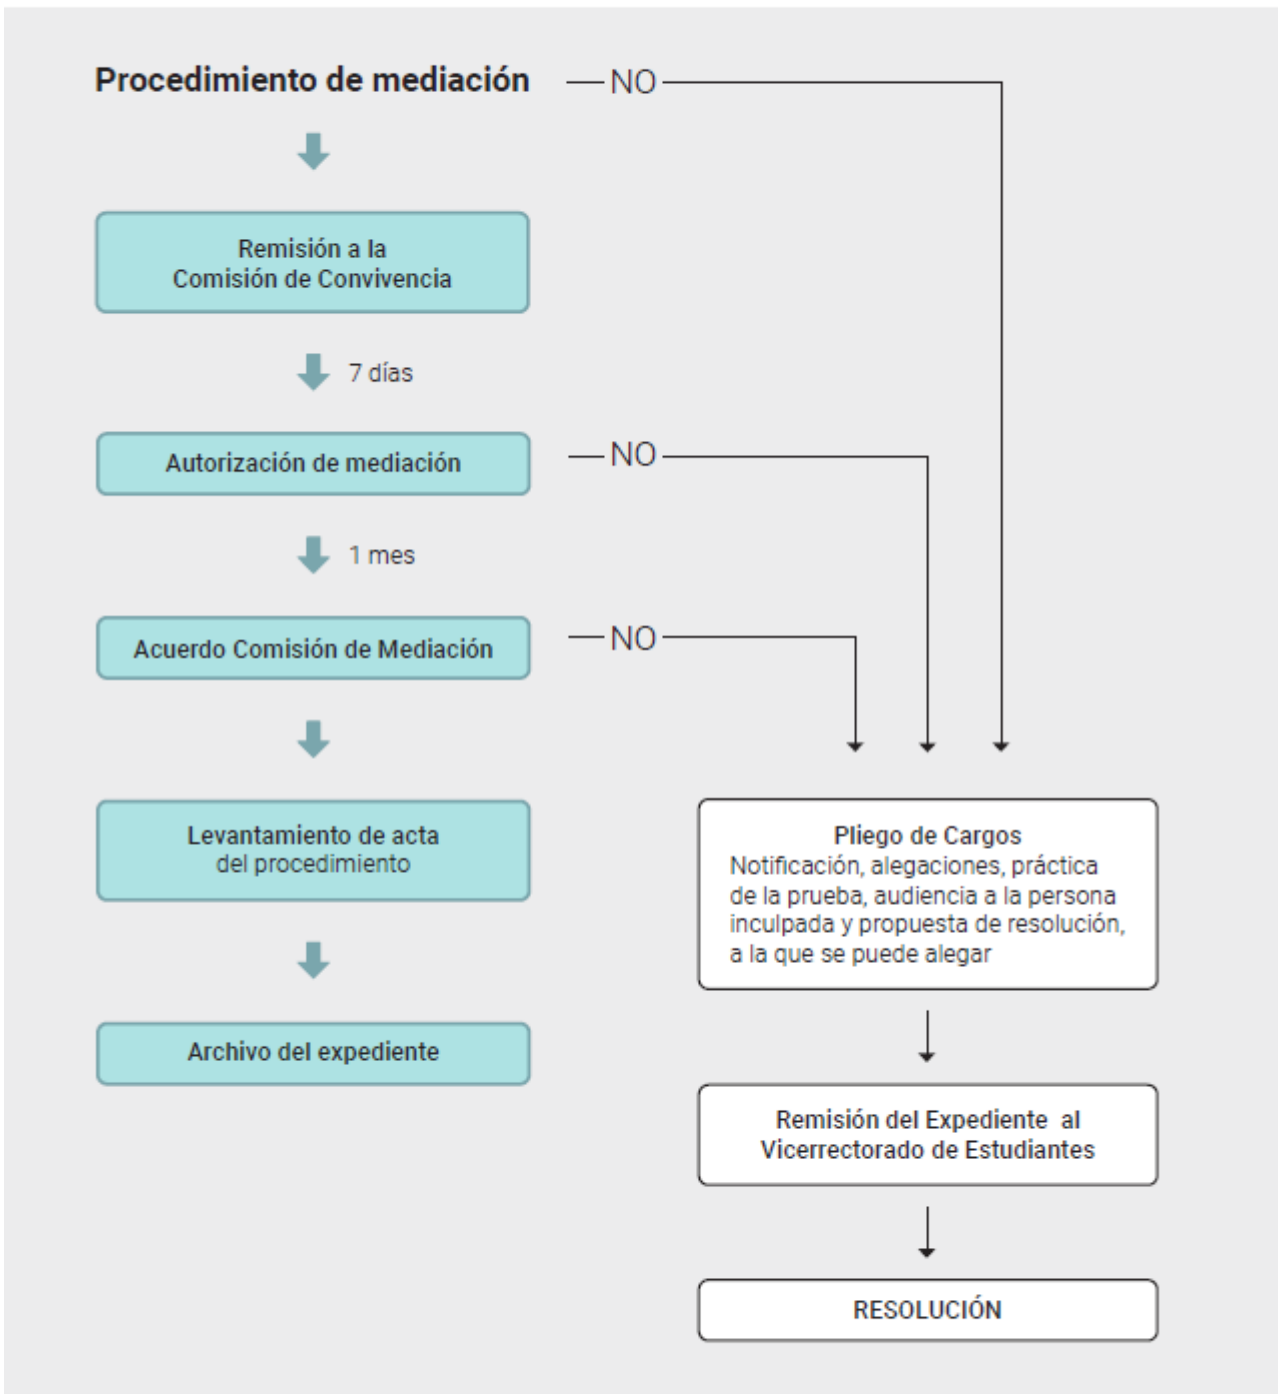 Procedimiento de mediación
NO
Remisión a la
Comisión de Convivencia
7 días
Autorización de mediación
NO
1 mes
Acuerdo Comisión de Mediación
NO
Levantamiento de acta
del procedimiento
Archivo del expediente
Pliego de Cargos
Notificación, alegaciones, práctica
de la prueba, audiencia a la persona
inculpada y propuesta de resolución,
a la que se puede alegar
Remisión del Expediente al
Vicerrectorado de Estudiantes
RESOLUCIÓN